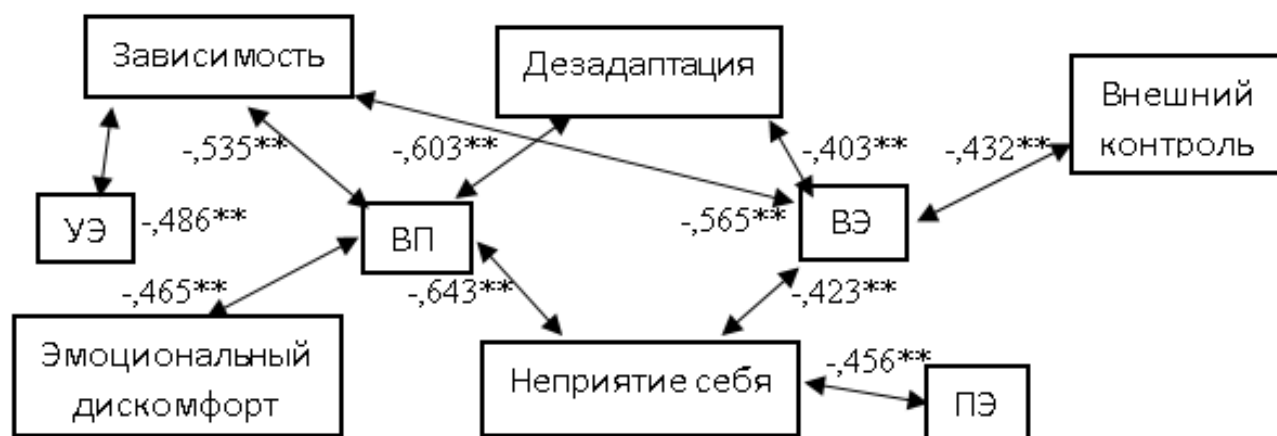 Зависимость
Дезадаптация
Внешний
контроль
-,535**
-,603**
-,403**
-,432**
УЭ
-,486**
ВП
-,565**
ВЭ
-,465**
-,643**
-,423**
Эмоциональный
дискомфорт
Неприятие себя
-,456**
ПЭ